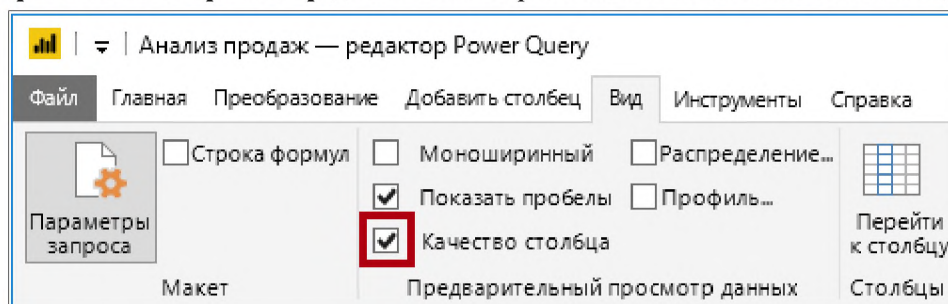 Анализ продаж — редактор Power Query
Файл Главная Преобразование Добавить столбец Вид Инструменты Справка
Строка формул Моноширинный Распределение...
Показать пробелы Профиль...
Параметры запроса
Качество столбца
Перейти к столбцу
Макет Предварительный просмотр данных Столбцы